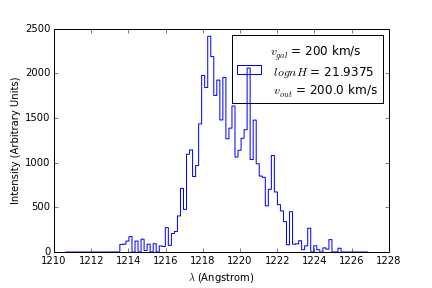 2500
2000
1500
1000
500
0
Intensity (Arbitrary Units)
v_gal = 200 km/s
lognH = 21.9375
v_out = 200.0 km/s
1210 1212 1214 1216 1218 1220 1222 1224 1226 1228
λ (Angstrom)